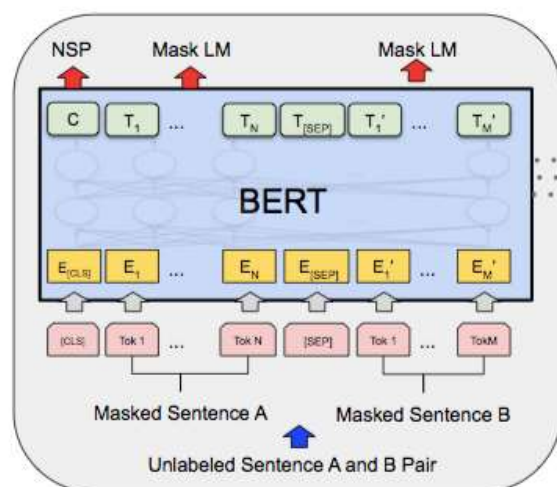 NSP Mask LM Mask LM
C T1 ... TN T[SEP] T1' ... TM'
BERT
E[CLS] E1 ... EN E[SEP] E1' ... EM'
[CLS] Tok 1 ... Tok N [SEP] Tok 1 ... TokM
Masked Sentence A Masked Sentence B
Unlabeled Sentence A and B Pair